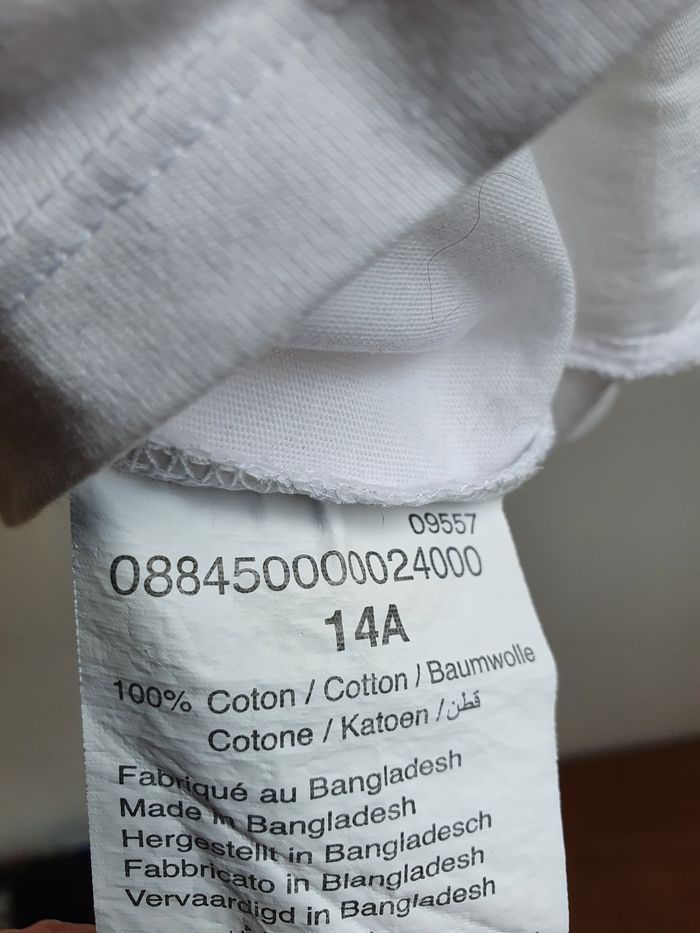 09557
088450000024000
14A
100% Coton / Cotton / Baumwolle
Cotone / Katoen / قطن
Fabriqué au Bangladesh
Made in Bangladesh
Hergestellt in Bangladesch
Fabbricato in Blangladesh
Vervaardigd in Bangladesh